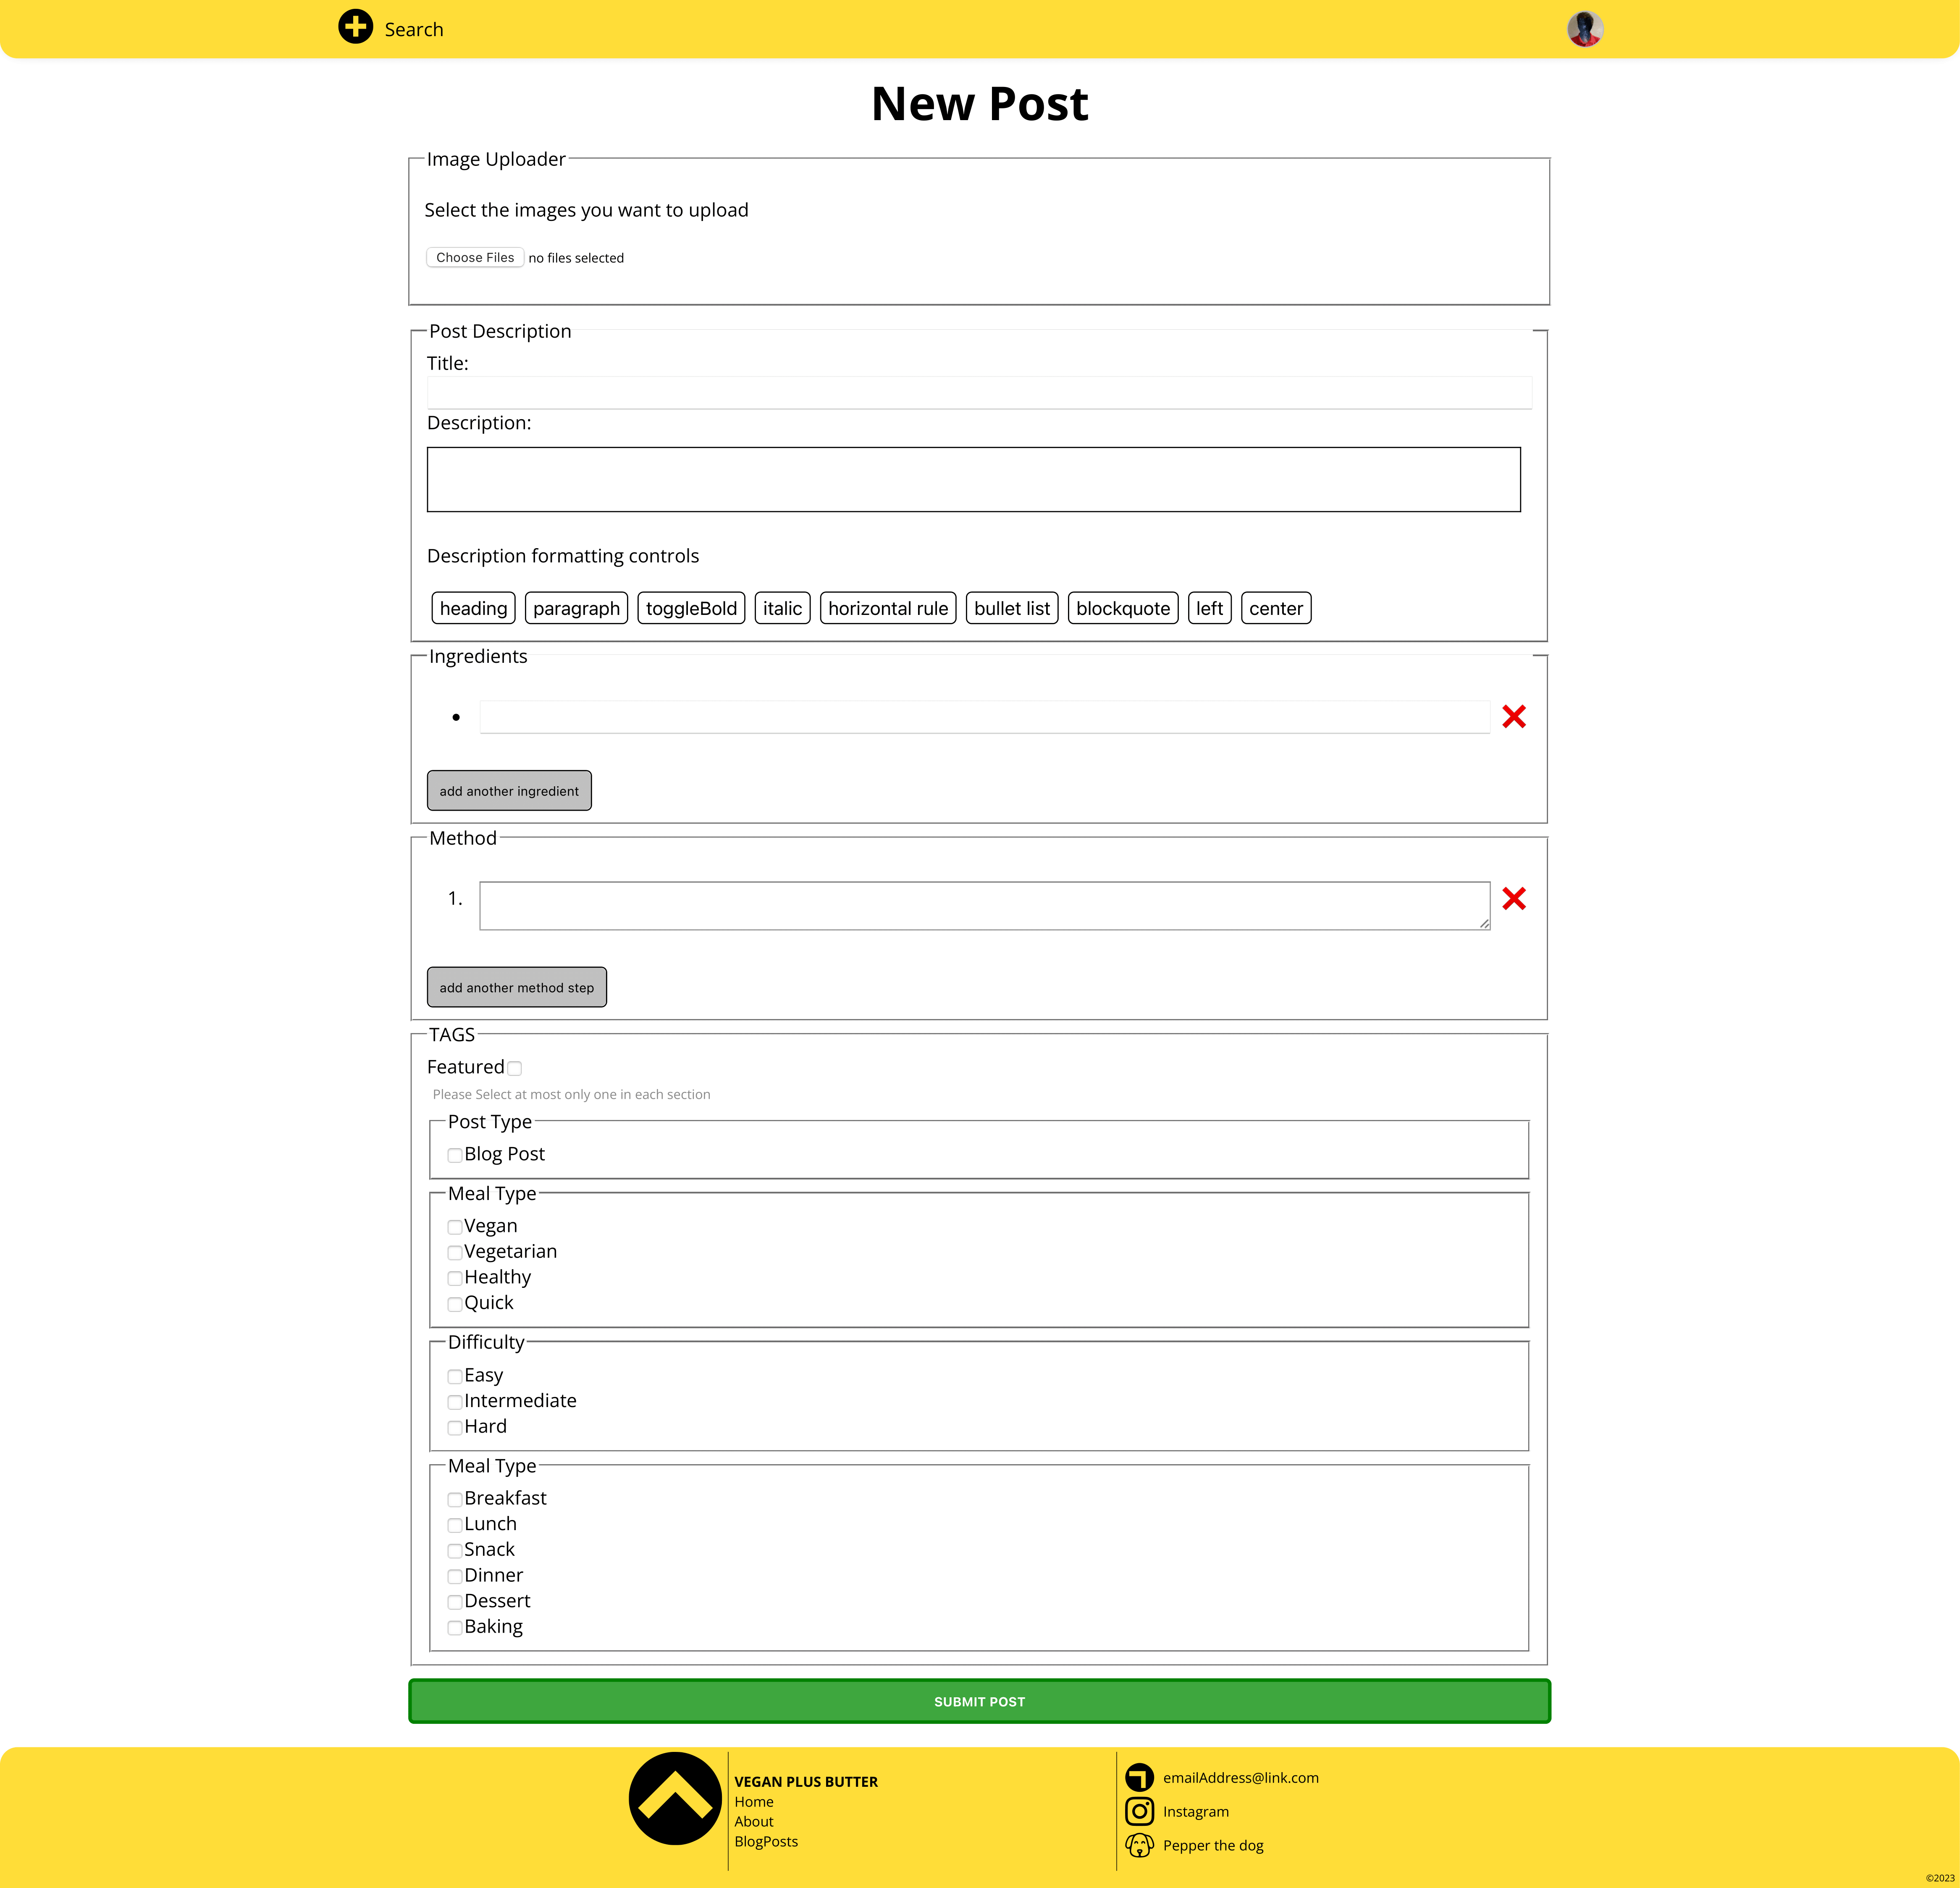 Search
New Post
Image Uploader
Select the images you want to upload
Choose Files no files selected
Post Description
Title:
Description:
Description formatting controls
heading paragraph toggleBold italic horizontal rule bullet list blockquote left center
Ingredients
add another ingredient
Method
1.
add another method step
TAGS
Featured
Please Select at most only one in each section
Post Type
Blog Post
Meal Type
Vegan
Vegetarian
Healthy
Quick
Difficulty
Easy
Intermediate
Hard
Meal Type
Breakfast
Lunch
Snack
Dinner
Dessert
Baking
SUBMIT POST
VEGAN PLUS BUTTER
Home
About
BlogPosts
emailAddress@link.com
Instagram
Pepper the dog
©2023